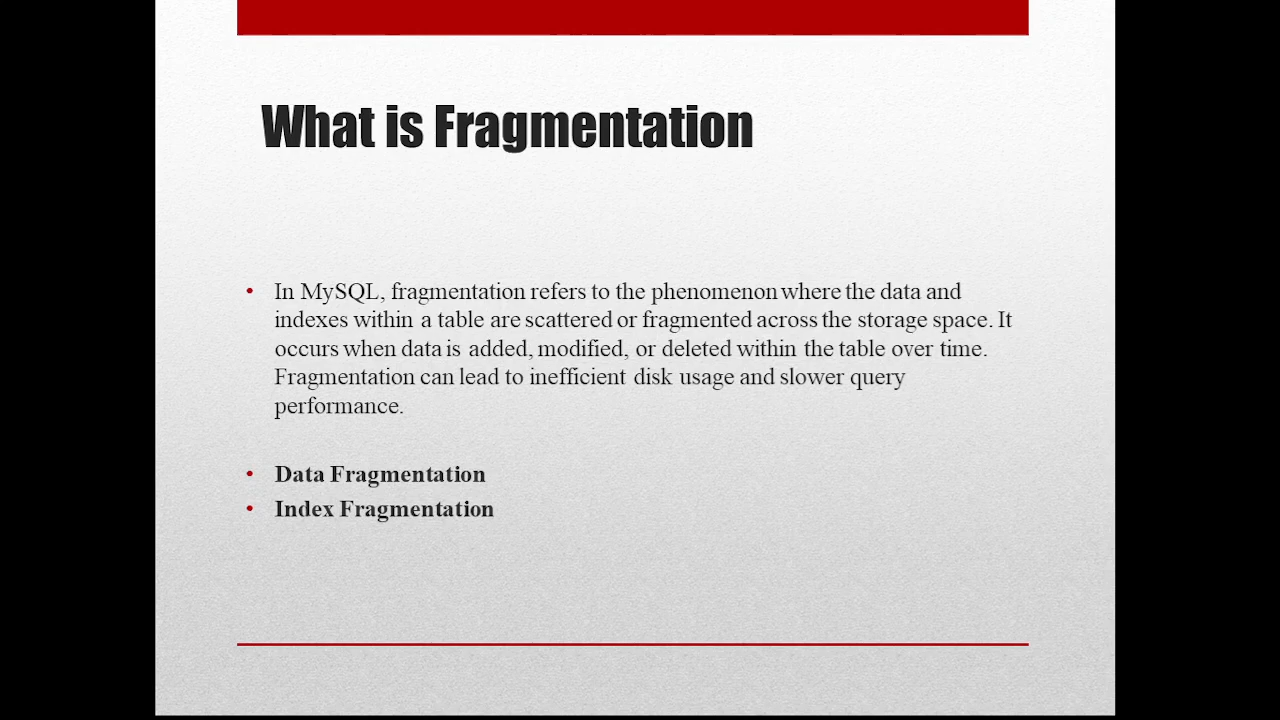 What is Fragmentation
• In MySQL, fragmentation refers to the phenomenon where the data and
indexes within a table are scattered or fragmented across the storage space. It
occurs when data is added, modified, or deleted within the table over time.
Fragmentation can lead to inefficient disk usage and slower query
performance.
• Data Fragmentation
• Index Fragmentation